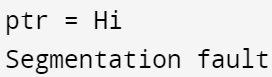 ptr = Hi
Segmentation fault